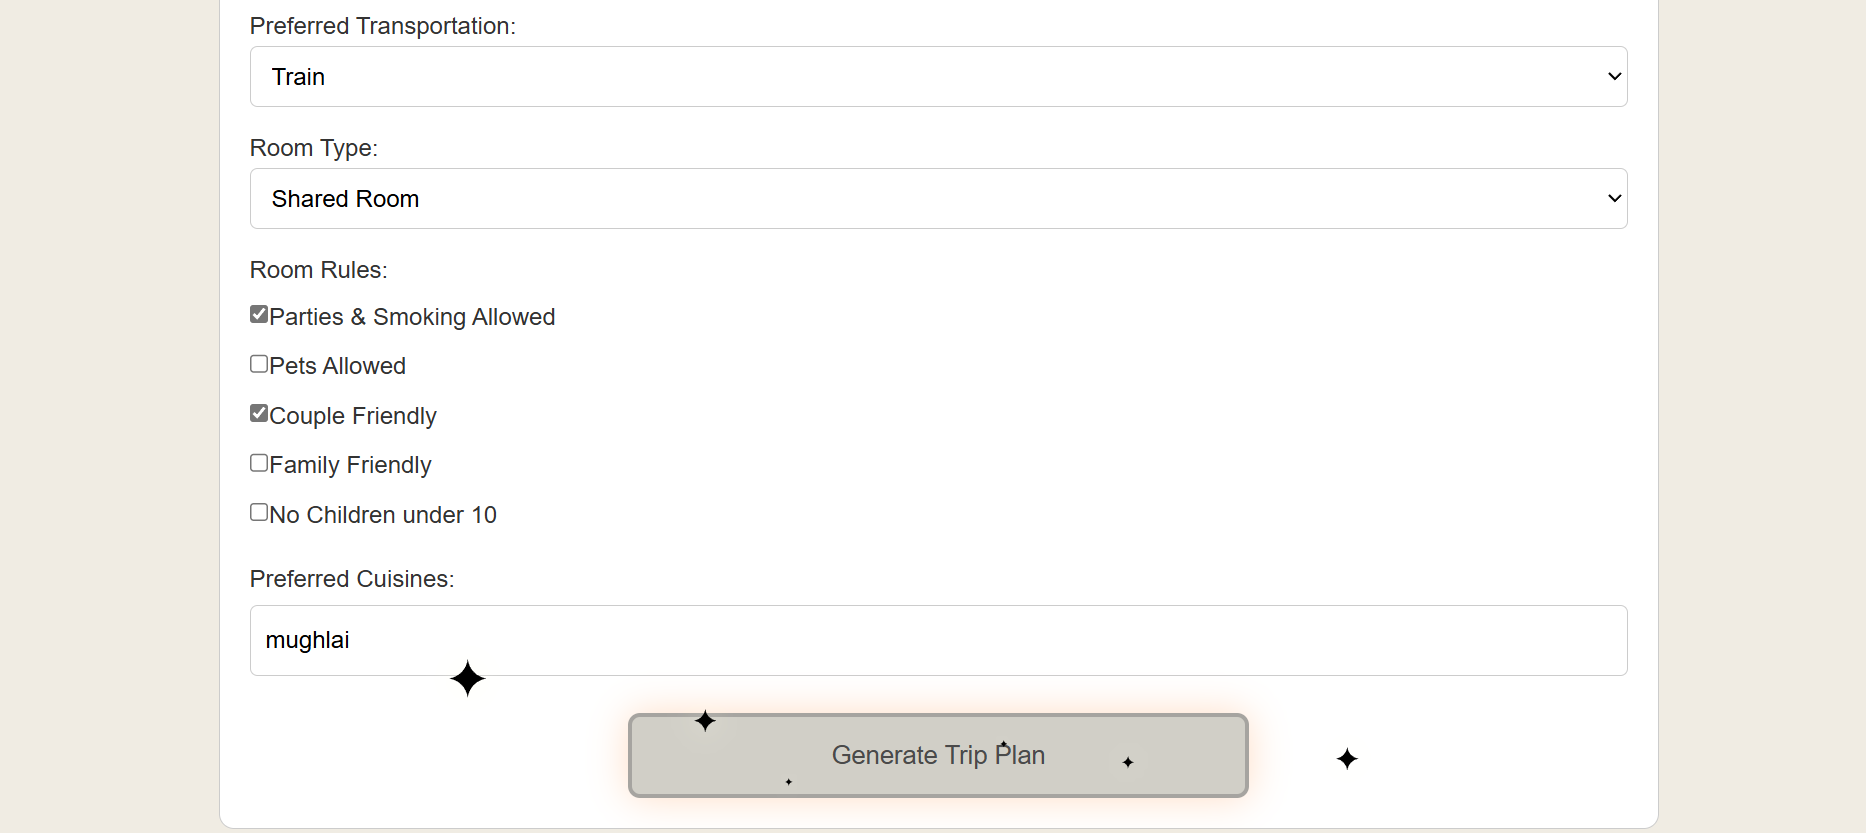 Preferred Transportation:
Train
Room Type:
Shared Room
Room Rules:
Parties & Smoking Allowed
Pets Allowed
Couple Friendly
Family Friendly
No Children under 10
Preferred Cuisines:
mughlai
Generate Trip Plan